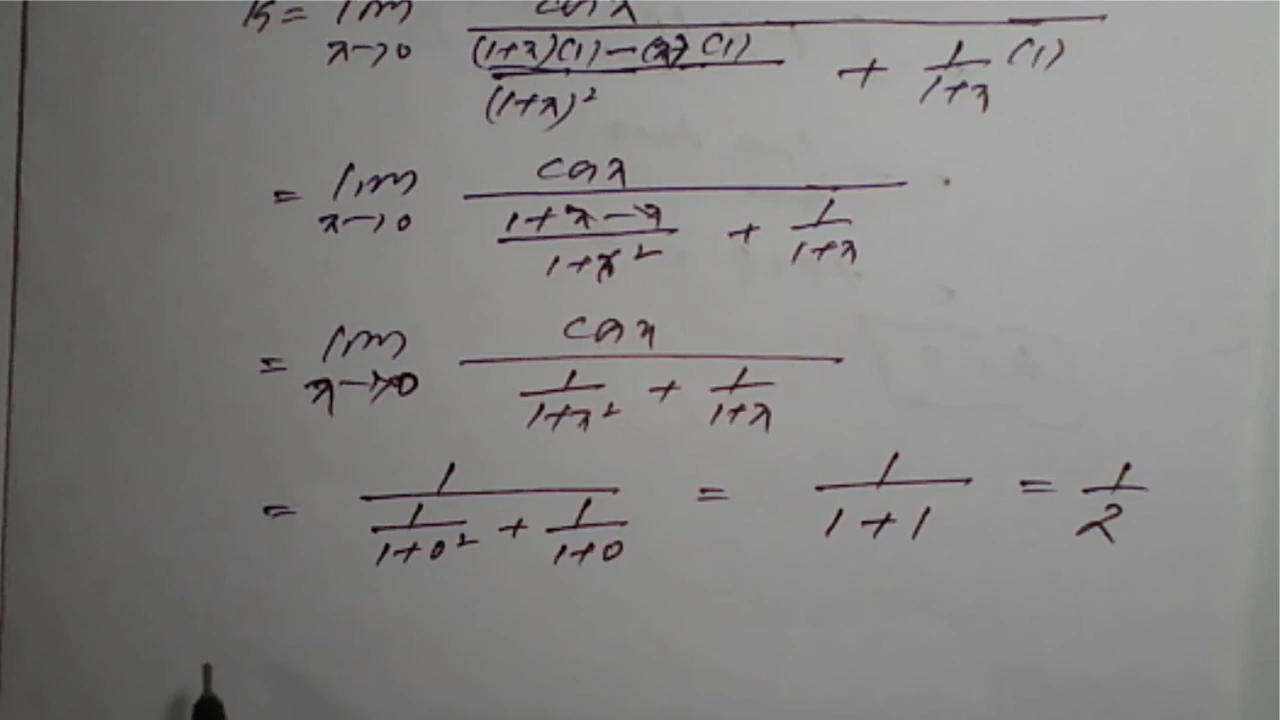 K = lim x→0 cos x / ( ((1+x)(1) − (x)(1)) / (1+x)² + 1/(1+x) (1) )
= lim x→0 cos x / ( (1+x−x) / 1+x² + 1/(1+x) )
= lim x→0 cos x / ( 1/(1+x²) + 1/(1+x) )
= 1 / ( 1/(1+0²) + 1/(1+0) ) = 1/(1+1) = 1/2